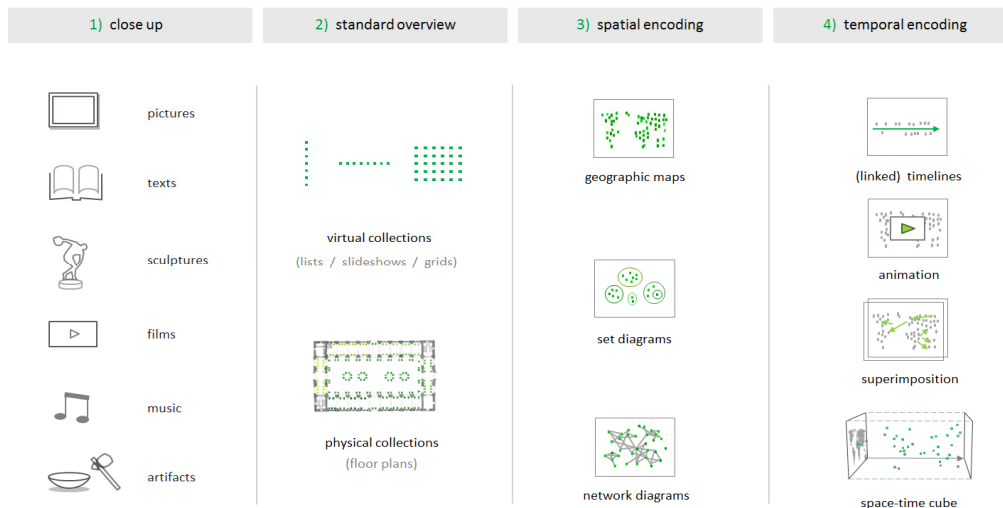 1) close up
2) standard overview
3) spatial encoding
4) temporal encoding
pictures
texts
sculptures
films
music
artifacts
virtual collections
(lists / slideshows / grids)
physical collections
(floor plans)
geographic maps
set diagrams
network diagrams
(linked) timelines
animation
superimposition
space-time cube